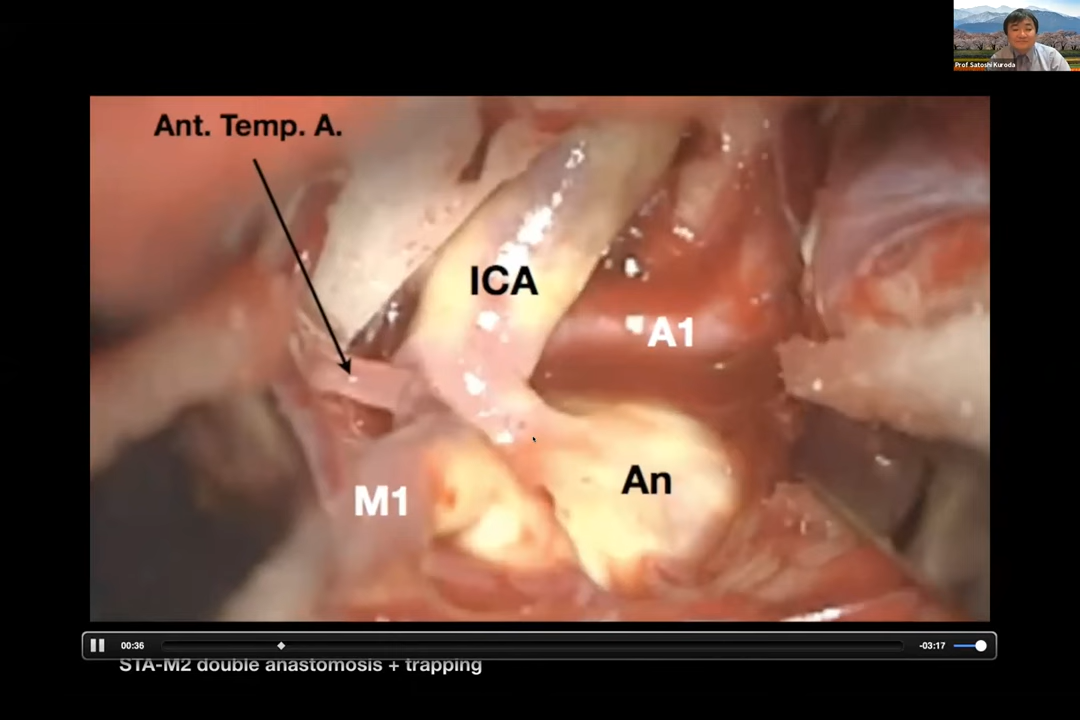 Prof Satoshi Kuroda
Ant. Temp. A.
ICA
A1
An
M1
00:36
-03:17
STA-M2 double anastomosis + trapping